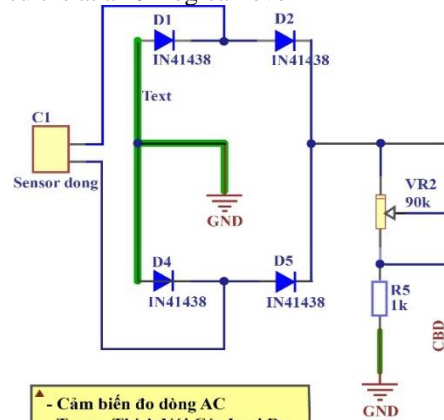 D1
D2
IN41438
IN41438
Text
C1
Sensor dong
GND
VR2
90k
D4
D5
IN41438
IN41438
R5
1k
CBD
GND
- Cảm biến đo dòng AC